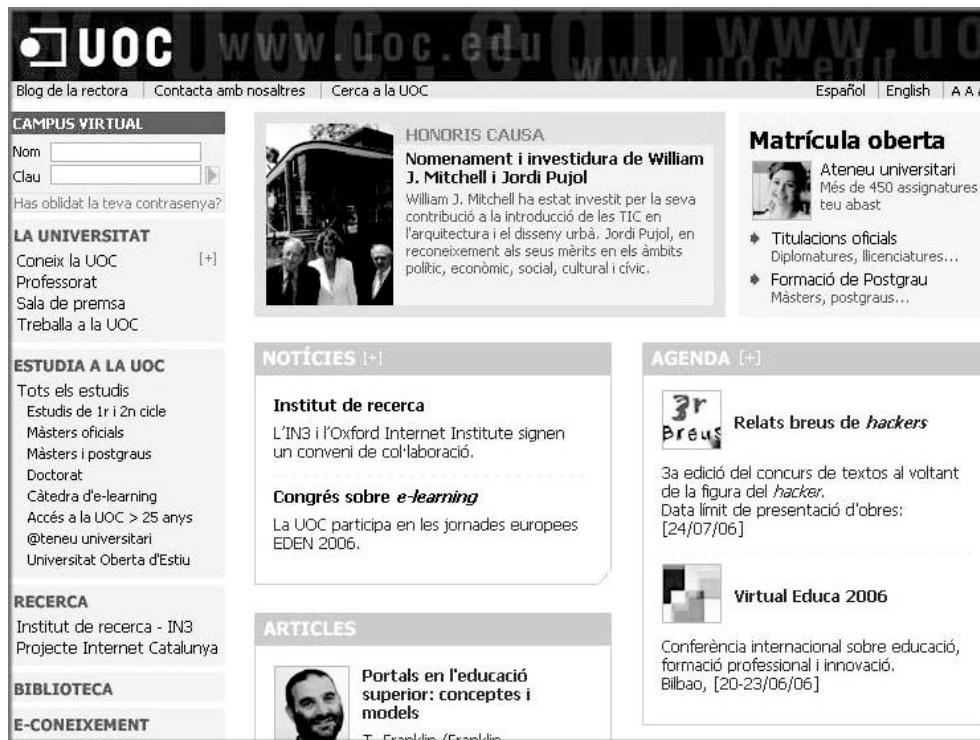 UOC www.uoc.edu www.uoc.edu www.uo
Blog de la rectora Contacta amb nosaltres Cerca a la UOC Español English A A
CAMPUS VIRTUAL
Nom
Clau
Has oblidat la teva contrasenya?
LA UNIVERSITAT
Coneix la UOC [+]
Professorat
Sala de premsa
Treballa a la UOC
ESTUDIA A LA UOC
Tots els estudis
Estudis de 1r i 2n cicle
Màsters oficials
Màsters i postgraus
Doctorat
Càtedra d'e-learning
Accés a la UOC > 25 anys
@teneu universitari
Universitat Oberta d'Estiu
RECERCA
Institut de recerca - IN3
Projecte Internet Catalunya
BIBLIOTECA
E-CONEIXEMENT
HONORIS CAUSA
Nomenament i investidura de William
J. Mitchell i Jordi Pujol
William J. Mitchell ha estat investit per la seva
contribució a la introducció de les TIC en
l'arquitectura i el disseny urbà. Jordi Pujol, en
reconeixement als seus mèrits en els àmbits
polític, econòmic, social, cultural i cívic.
Matrícula oberta
Ateneu universitari
Més de 450 assignatures
teu abast
Titulacions oficials
Diplomatures, llicenciatures...
Formació de Postgrau
Màsters, postgraus...
NOTÍCIES [+]
Institut de recerca
L'IN3 i l'Oxford Internet Institute signen
un conveni de col·laboració.
Congrés sobre e-learning
La UOC participa en les jornades europees
EDEN 2006.
ARTICLES
Portals en l'educació
superior: conceptes i
models
T. Franklin (Franklin
AGENDA [+]
3r
Breus
Relats breus de hackers
3a edició del concurs de textos al voltant
de la figura del hacker.
Data límit de presentació d'obres:
[24/07/06]
Virtual Educa 2006
Conferència internacional sobre educació,
formació professional i innovació.
Bilbao, [20-23/06/06]